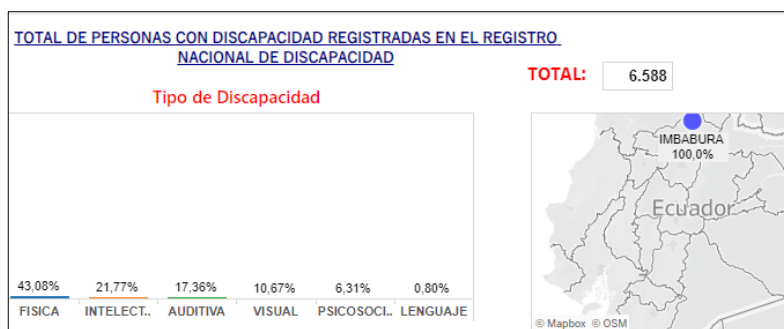 TOTAL DE PERSONAS CON DISCAPACIDAD REGISTRADAS EN EL REGISTRO
NACIONAL DE DISCAPACIDAD
TOTAL: 6.588
Tipo de Discapacidad
IMBABURA
100,0%
Ecuador
43,08% 21,77% 17,36% 10,67% 6,31% 0,80%
FISICA INTELECT.. AUDITIVA VISUAL PSICOSOCI.. LENGUAJE
© Mapbox © OSM